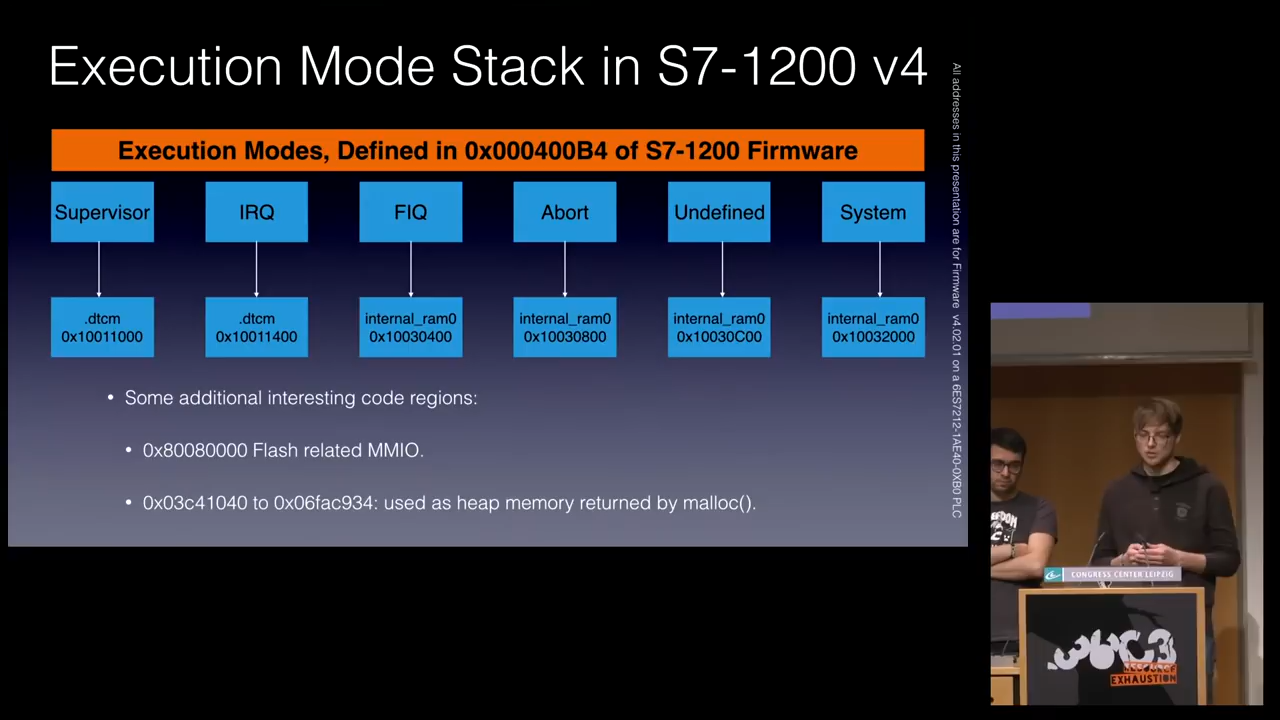 Execution Mode Stack in S7-1200 v4
Execution Modes, Defined in 0x000400B4 of S7-1200 Firmware
Supervisor
IRQ
FIQ
Abort
Undefined
System
.dtcm
0x10011000
.dtcm
0x10011400
internal_ram0
0x10030400
internal_ram0
0x10030800
internal_ram0
0x10030C00
internal_ram0
0x10032000
• Some additional interesting code regions:
• 0x80080000 Flash related MMIO.
• 0x03c41040 to 0x06fac934: used as heap memory returned by malloc().
All addresses in this presentation are for Firmware v4.02.01 on a 6ES7212-1AE40-0XB0 PLC
CONGRESS CENTER LEIPZIG
36C3
RESOURCE
EXHAUSTION